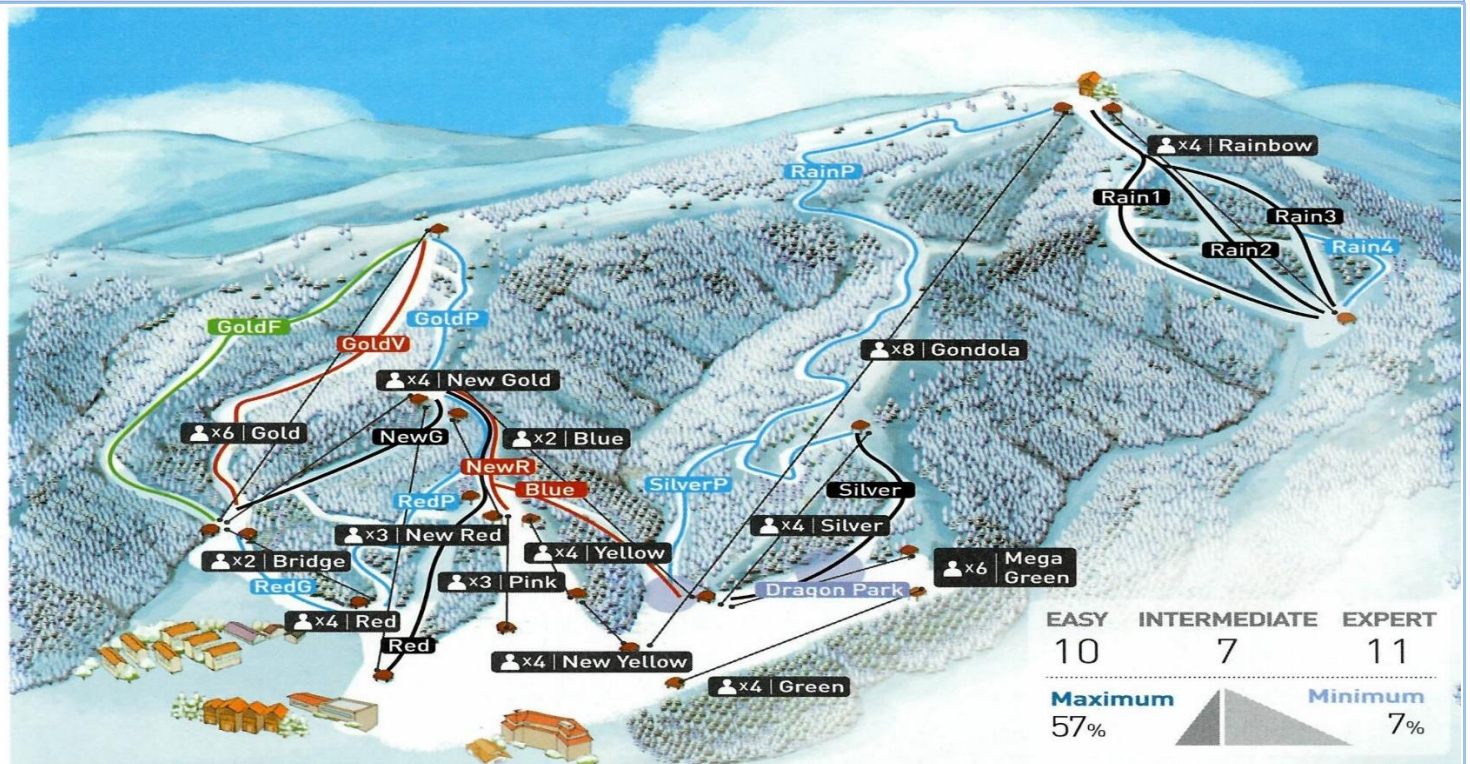 x4 | Rainbow
RainP
Rain1
Rain3
Rain2
Rain4
GoldF
GoldP
GoldV
x8 | Gondola
x4 | New Gold
x6 | Gold
NewG
x2 | Blue
NewR
Blue
RedP
SilverP
Silver
x4 | Silver
x3 | New Red
x4 | Yellow
x2 | Bridge
RedG
x3 | Pink
Dragon Park
x6 | Mega
Green
x4 | Red
Red
x4 | New Yellow
x4 | Green
EASY INTERMEDIATE EXPERT
10 7 11
Maximum Minimum
57% 7%